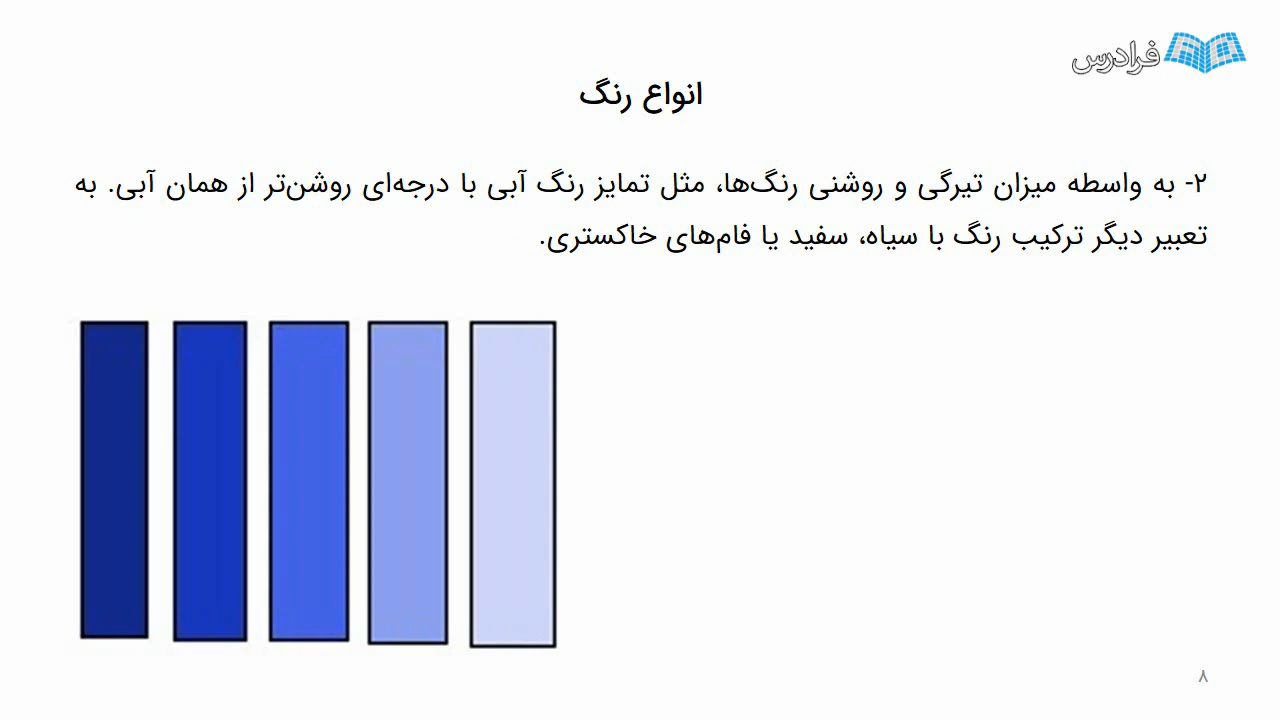 فرادرس
انواع رنگ
۲- به واسطه میزان تیرگی و روشنی رنگ‌ها، مثل تمایز رنگ آبی با درجه‌ای روشن‌تر از همان آبی. به
تعبیر دیگر ترکیب رنگ با سیاه، سفید یا فام‌های خاکستری.
۸